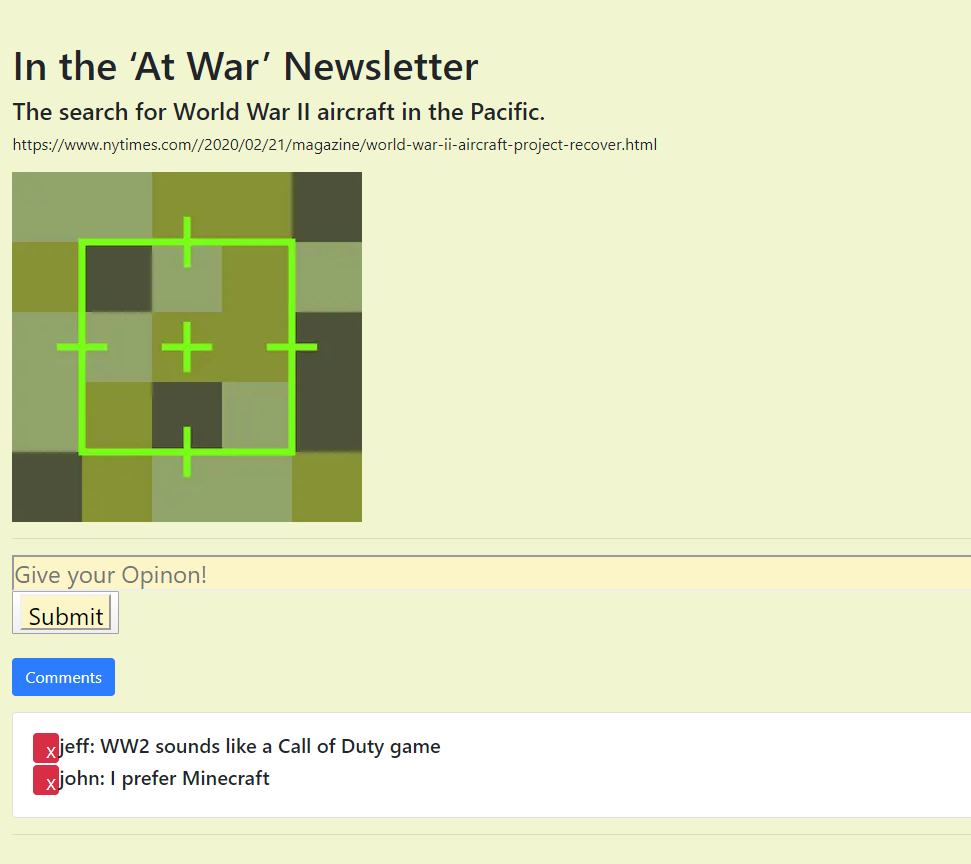 In the ‘At War’ Newsletter
The search for World War II aircraft in the Pacific.
https://www.nytimes.com//2020/02/21/magazine/world-war-ii-aircraft-project-recover.html
Give your Opinon!
Submit
Comments
x jeff: WW2 sounds like a Call of Duty game
x john: I prefer Minecraft